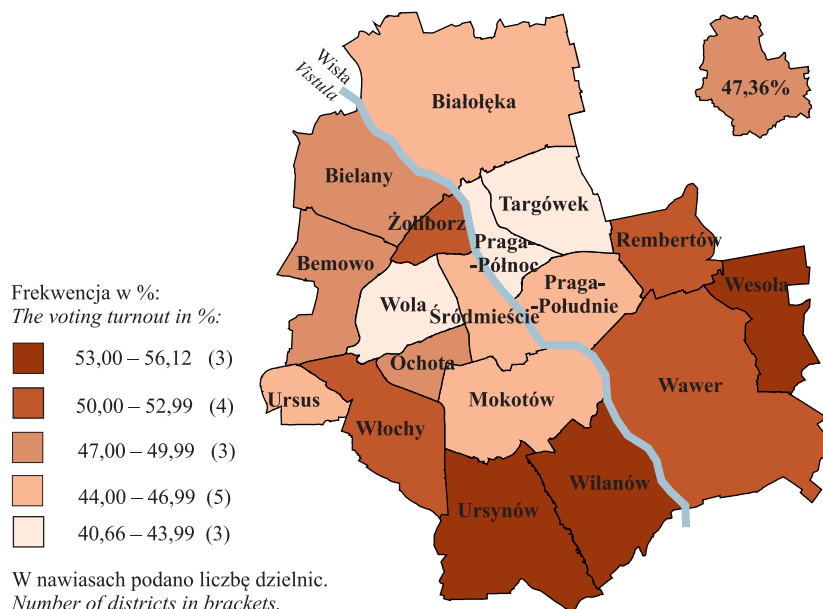 Wisła
Vistula
Białołęka
47,36%
Bielany
Targówek
Żoliborz
Praga-
-Północ
Rembertów
Bemowo
Wesoła
Praga-
-Południe
Wola
Śródmieście
Ochota
Wawer
Ursus
Mokotów
Włochy
Wilanów
Ursynów
Frekwencja w %:
The voting turnout in %:
53,00 – 56,12 (3)
50,00 – 52,99 (4)
47,00 – 49,99 (3)
44,00 – 46,99 (5)
40,66 – 43,99 (3)
W nawiasach podano liczbę dzielnic.
Number of districts in brackets.